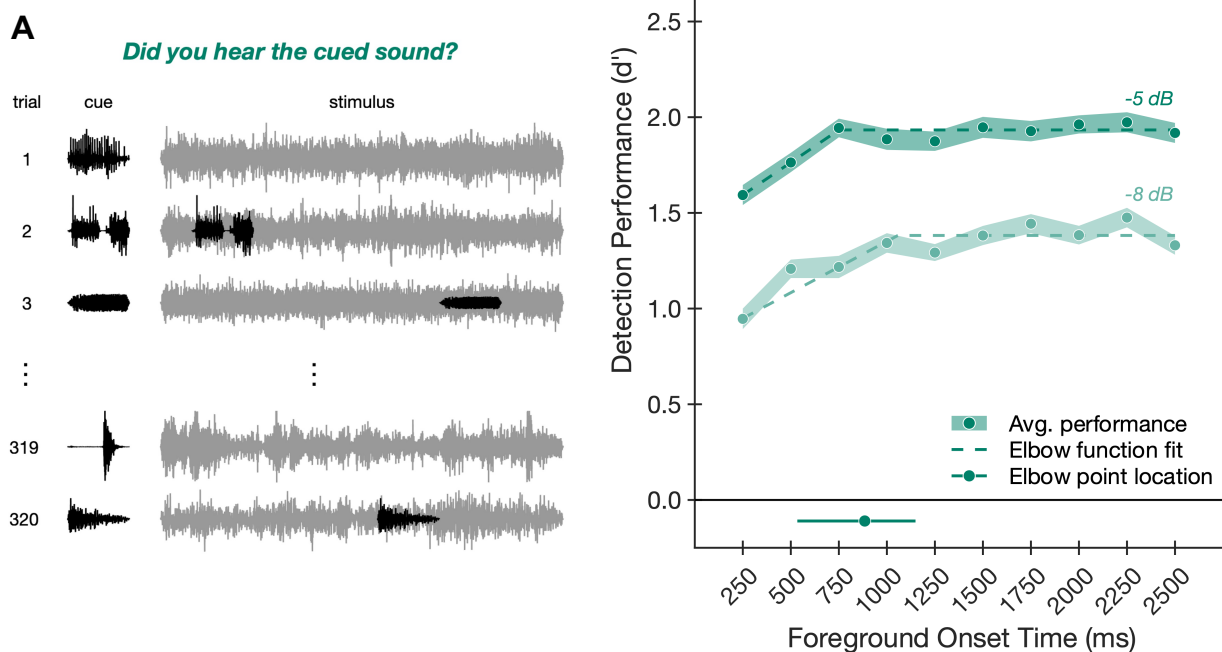 A
Did you hear the cued sound?
trial cue stimulus
1
2
3
⋮ ⋮
319
320
Detection Performance (d')
2.5
2.0
1.5
1.0
0.5
0.0
-5 dB
-8 dB
Avg. performance
Elbow function fit
Elbow point location
250 500 750 1000 1250 1500 1750 2000 2250 2500
Foreground Onset Time (ms)